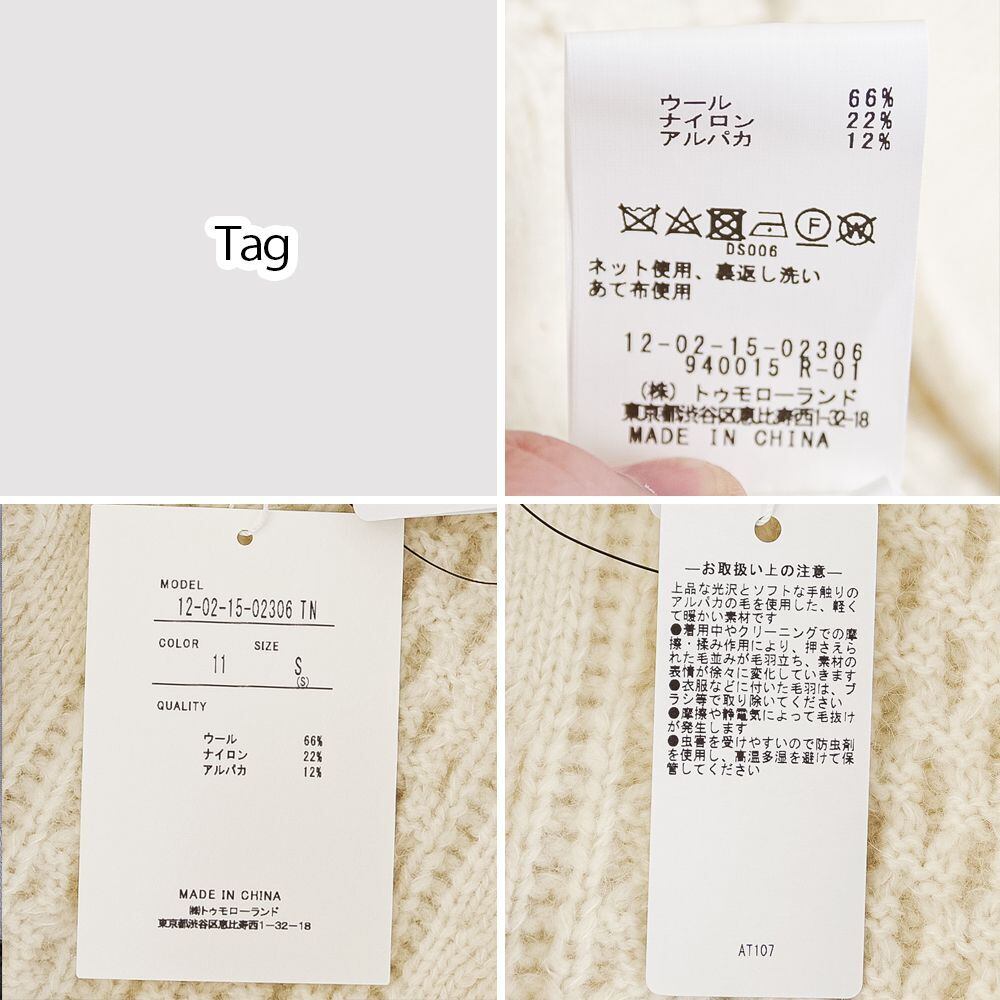 Tag
ウール 66%
ナイロン 22%
アルパカ 12%
F W
DS006
ネット使用、裏返し洗い
あて布使用
12-02-15-02306
940015 R-01
(株) トゥモローランド
東京都渋谷区恵比寿西1-32-18
MADE IN CHINA
MODEL
12-02-15-02306 TN
COLOR SIZE
11 S
(S)
QUALITY
ウール 66%
ナイロン 22%
アルパカ 12%
MADE IN CHINA
㈱トゥモローランド
東京都渋谷区恵比寿西1-32-18
―お取扱い上の注意―
上品な光沢とソフトな手触りの
アルパカの毛を使用した、軽く
て暖かい素材です
●着用中やクリーニングでの摩
擦・揉み作用により、押さえら
れた毛並みが毛羽立ち、素材の
表情が徐々に変化していきます
●衣服などに付いた毛羽は、ブ
ラシ等で取り除いてください
●摩擦や静電気によって毛抜け
が発生します
●虫害を受けやすいので防虫剤
を使用し、高温多湿を避けて保
管してください
AT107